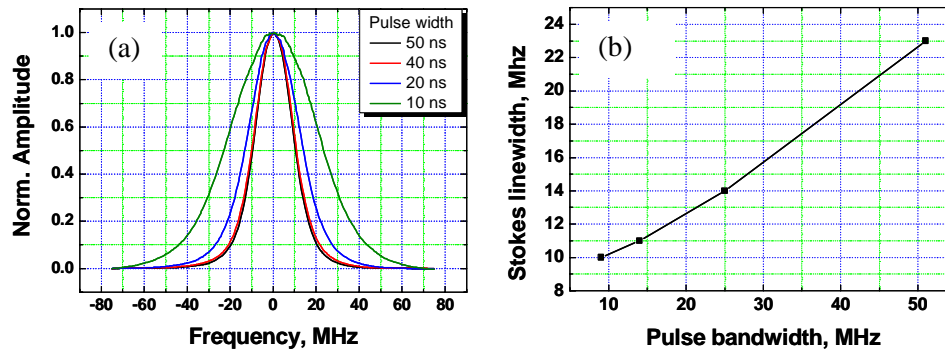 (a)
Pulse width
50 ns
40 ns
20 ns
10 ns
1.0
0.8
0.6
0.4
0.2
0.0
Norm. Amplitude
-80 -60 -40 -20 0 20 40 60 80
Frequency, MHz
(b)
24
22
20
18
16
14
12
10
8
Stokes linewidth, Mhz
10 20 30 40 50
Pulse bandwidth, MHz